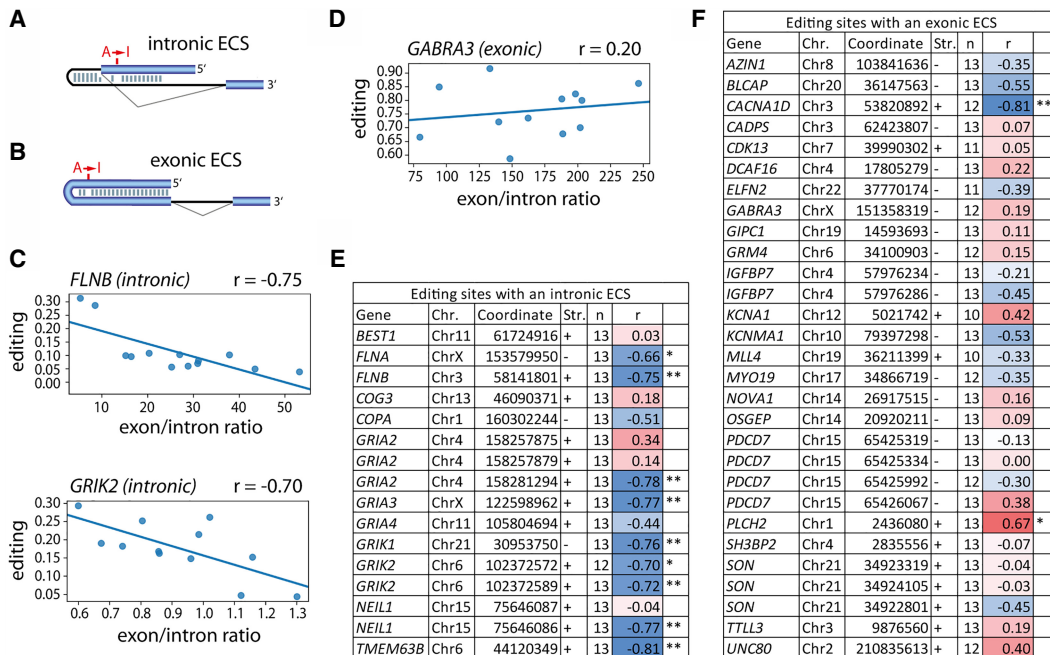 A
intronic ECS
A I
5‘
3‘
B
exonic ECS
A I
5‘
3‘
C
FLNB (intronic) r = -0.75
editing
0.30
0.25
0.20
0.15
0.10
0.05
0.00
10 20 30 40 50
exon/intron ratio
GRIK2 (intronic) r = -0.70
editing
0.30
0.25
0.20
0.15
0.10
0.05
0.6 0.7 0.8 0.9 1.0 1.1 1.2 1.3
exon/intron ratio
D
GABRA3 (exonic) r = 0.20
editing
0.90
0.85
0.80
0.75
0.70
0.65
0.60
75 100 125 150 175 200 225 250
exon/intron ratio
E
Editing sites with an intronic ECS
Gene Chr. Coordinate Str. n r
BEST1 Chr11 61724916 + 13 0.03
FLNA ChrX 153579950 - 13 -0.66 *
FLNB Chr3 58141801 + 13 -0.75 **
COG3 Chr13 46090371 + 13 0.18
COPA Chr1 160302244 - 13 -0.51
GRIA2 Chr4 158257875 + 13 0.34
GRIA2 Chr4 158257879 + 13 0.14
GRIA2 Chr4 158281294 + 13 -0.78 **
GRIA3 ChrX 122598962 + 13 -0.77 **
GRIA4 Chr11 105804694 + 13 -0.44
GRIK1 Chr21 30953750 - 13 -0.76 **
GRIK2 Chr6 102372572 + 12 -0.70 *
GRIK2 Chr6 102372589 + 13 -0.72 **
NEIL1 Chr15 75646087 + 13 -0.04
NEIL1 Chr15 75646086 + 13 -0.77 **
TMEM63B Chr6 44120349 + 13 -0.81 **
F
Editing sites with an exonic ECS
Gene Chr. Coordinate Str. n r
AZIN1 Chr8 103841636 - 13 -0.35
BLCAP Chr20 36147563 - 13 -0.55
CACNA1D Chr3 53820892 + 12 -0.81 **
CADPS Chr3 62423807 - 13 0.07
CDK13 Chr7 39990302 + 11 0.05
DCAF16 Chr4 17805279 - 13 0.22
ELFN2 Chr22 37770174 - 11 -0.39
GABRA3 ChrX 151358319 - 12 0.19
GIPC1 Chr19 14593693 - 13 0.11
GRM4 Chr6 34100903 - 12 0.15
IGFBP7 Chr4 57976234 - 13 -0.21
IGFBP7 Chr4 57976286 - 13 -0.45
KCNA1 Chr12 5021742 + 10 0.42
KCNMA1 Chr10 79397298 - 13 -0.53
MLL4 Chr19 36211399 + 10 -0.33
MYO19 Chr17 34866719 - 12 -0.35
NOVA1 Chr14 26917515 - 13 0.16
OSGEP Chr14 20920211 - 13 0.09
PDCD7 Chr15 65425319 - 13 -0.13
PDCD7 Chr15 65425334 - 13 0.00
PDCD7 Chr15 65425992 - 12 -0.30
PDCD7 Chr15 65426067 - 13 0.38
PLCH2 Chr1 2436080 + 13 0.67 *
SH3BP2 Chr4 2835556 + 13 -0.07
SON Chr21 34923319 + 13 -0.04
SON Chr21 34924105 + 13 -0.03
SON Chr21 34922801 + 13 -0.45
TTLL3 Chr3 9876560 + 13 0.19
UNC80 Chr2 210835613 + 12 0.40